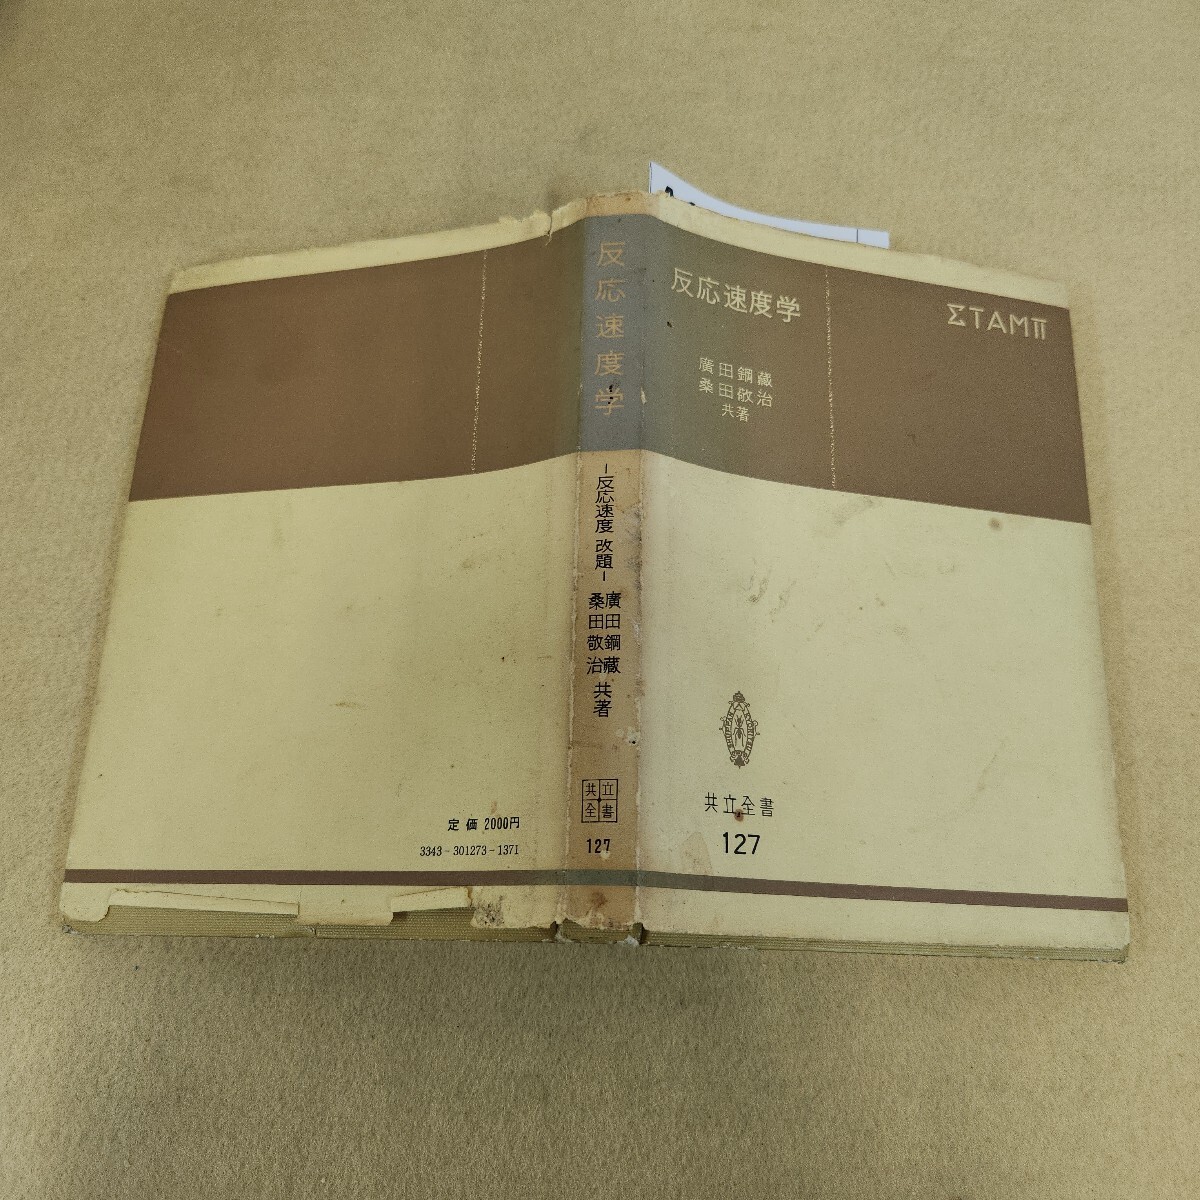 反応速度学
廣田鋼蔵
桑田敬治
共著
ΣΤΑΜΠ
共立全書
127
反応速度学
―反応速度 改題―
廣田鋼蔵
桑田敬治
共著
共立
全書
127
定価 2000円
3343-301273-1371